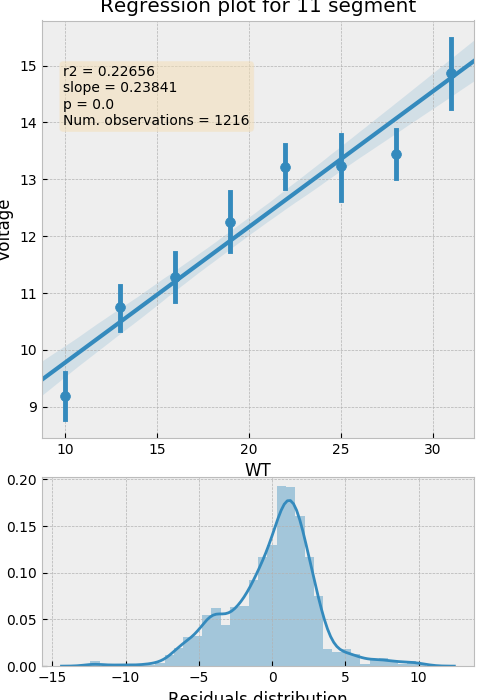 Regression plot for 11 segment
r2 = 0.22656
slope = 0.23841
p = 0.0
Num. observations = 1216
Voltage
15
14
13
12
11
10
9
10 15 20 25 30
WT
0.20
0.15
0.10
0.05
0.00
−15 −10 −5 0 5 10
Residuals distribution